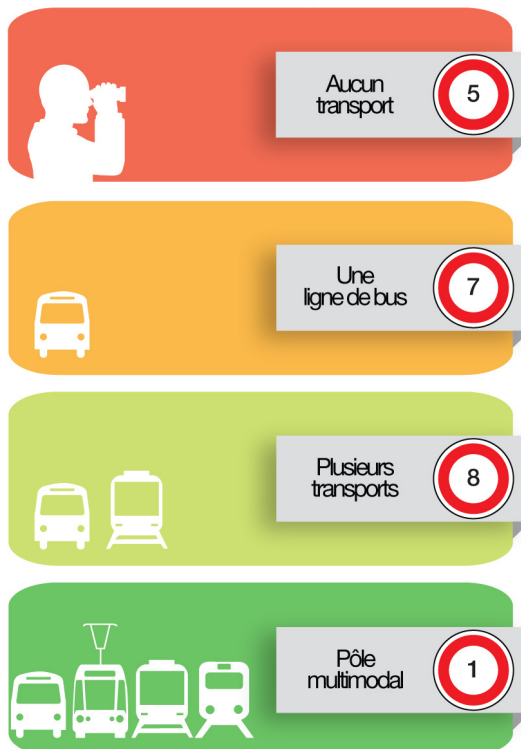 Aucun
transport
5
Une
ligne de bus
7
Plusieurs
transports
8
Pôle
multimodal
1